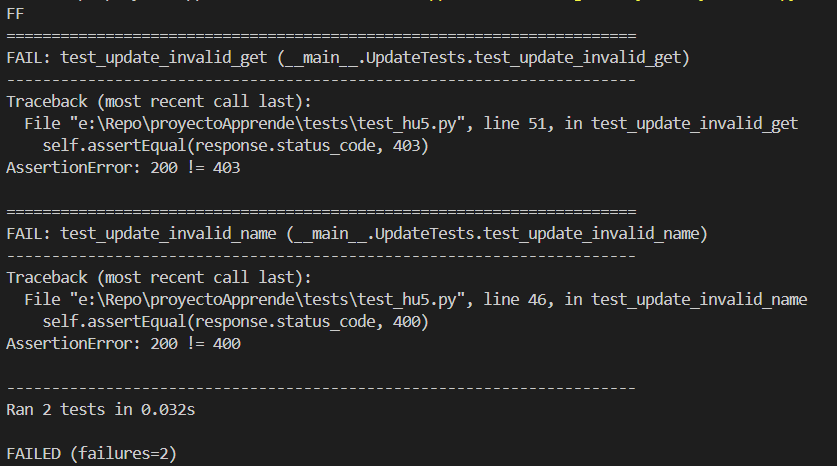 FF
======================================================================
FAIL: test_update_invalid_get (__main__.UpdateTests.test_update_invalid_get)
----------------------------------------------------------------------
Traceback (most recent call last):
  File "e:\Repo\proyectoApprende\tests\test_hu5.py", line 51, in test_update_invalid_get
    self.assertEqual(response.status_code, 403)
AssertionError: 200 != 403

======================================================================
FAIL: test_update_invalid_name (__main__.UpdateTests.test_update_invalid_name)
----------------------------------------------------------------------
Traceback (most recent call last):
  File "e:\Repo\proyectoApprende\tests\test_hu5.py", line 46, in test_update_invalid_name
    self.assertEqual(response.status_code, 400)
AssertionError: 200 != 400

----------------------------------------------------------------------
Ran 2 tests in 0.032s

FAILED (failures=2)